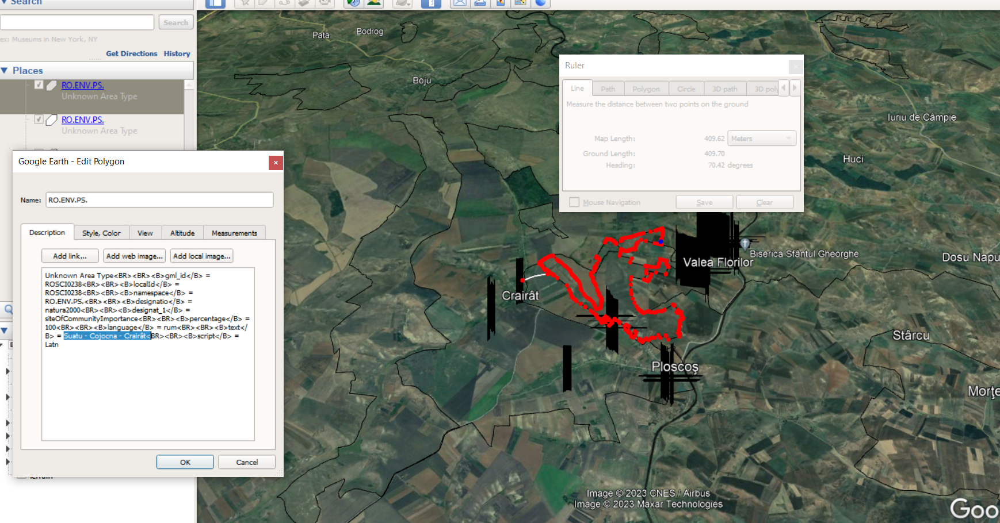 Search
Search
ex: Museums in New York, NY
Get Directions History
Places
RO.ENV.PS.
Unknown Area Type
RO.ENV.PS.
Unknown Area Type
Google Earth - Edit Polygon
Name: RO.ENV.PS.
Description Style, Color View Altitude Measurements
Add link... Add web image... Add local image...
Unknown Area Type<BR><BR><B>gml_id</B> =
ROSCI0238<BR><BR><B>localId</B> =
ROSCI0238<BR><BR><B>namespace</B> =
RO.ENV.PS.<BR><BR><B>designatio</B> =
natura2000<BR><BR><B>designat_1</B> =
siteOfCommunityImportance<BR><BR><B>percentage</B> =
100<BR><BR><B>language</B> = rum<BR><BR><B>text</
B> = Suatu - Cojocna - Crairât<BR><BR><B>script</B> =
Latn
OK Cancel
Terrain
Pata
Bodrog
Boju
Ruler
Line Path Polygon Circle 3D path 3D poly
Measure the distance between two points on the ground
Map Length: 409.62 Meters
Ground Length: 409.70
Heading: 70.42 degrees
Mouse Navigation Save Clear
Iuriu de Câmpie
Huci
Biserica Sfântul Gheorghe
Valea Florilor
Dosu Napu
Crairât
Stârcu
Ploscoş
Morţe
Image © 2023 CNES / Airbus
Image © 2023 Maxar Technologies
Goo